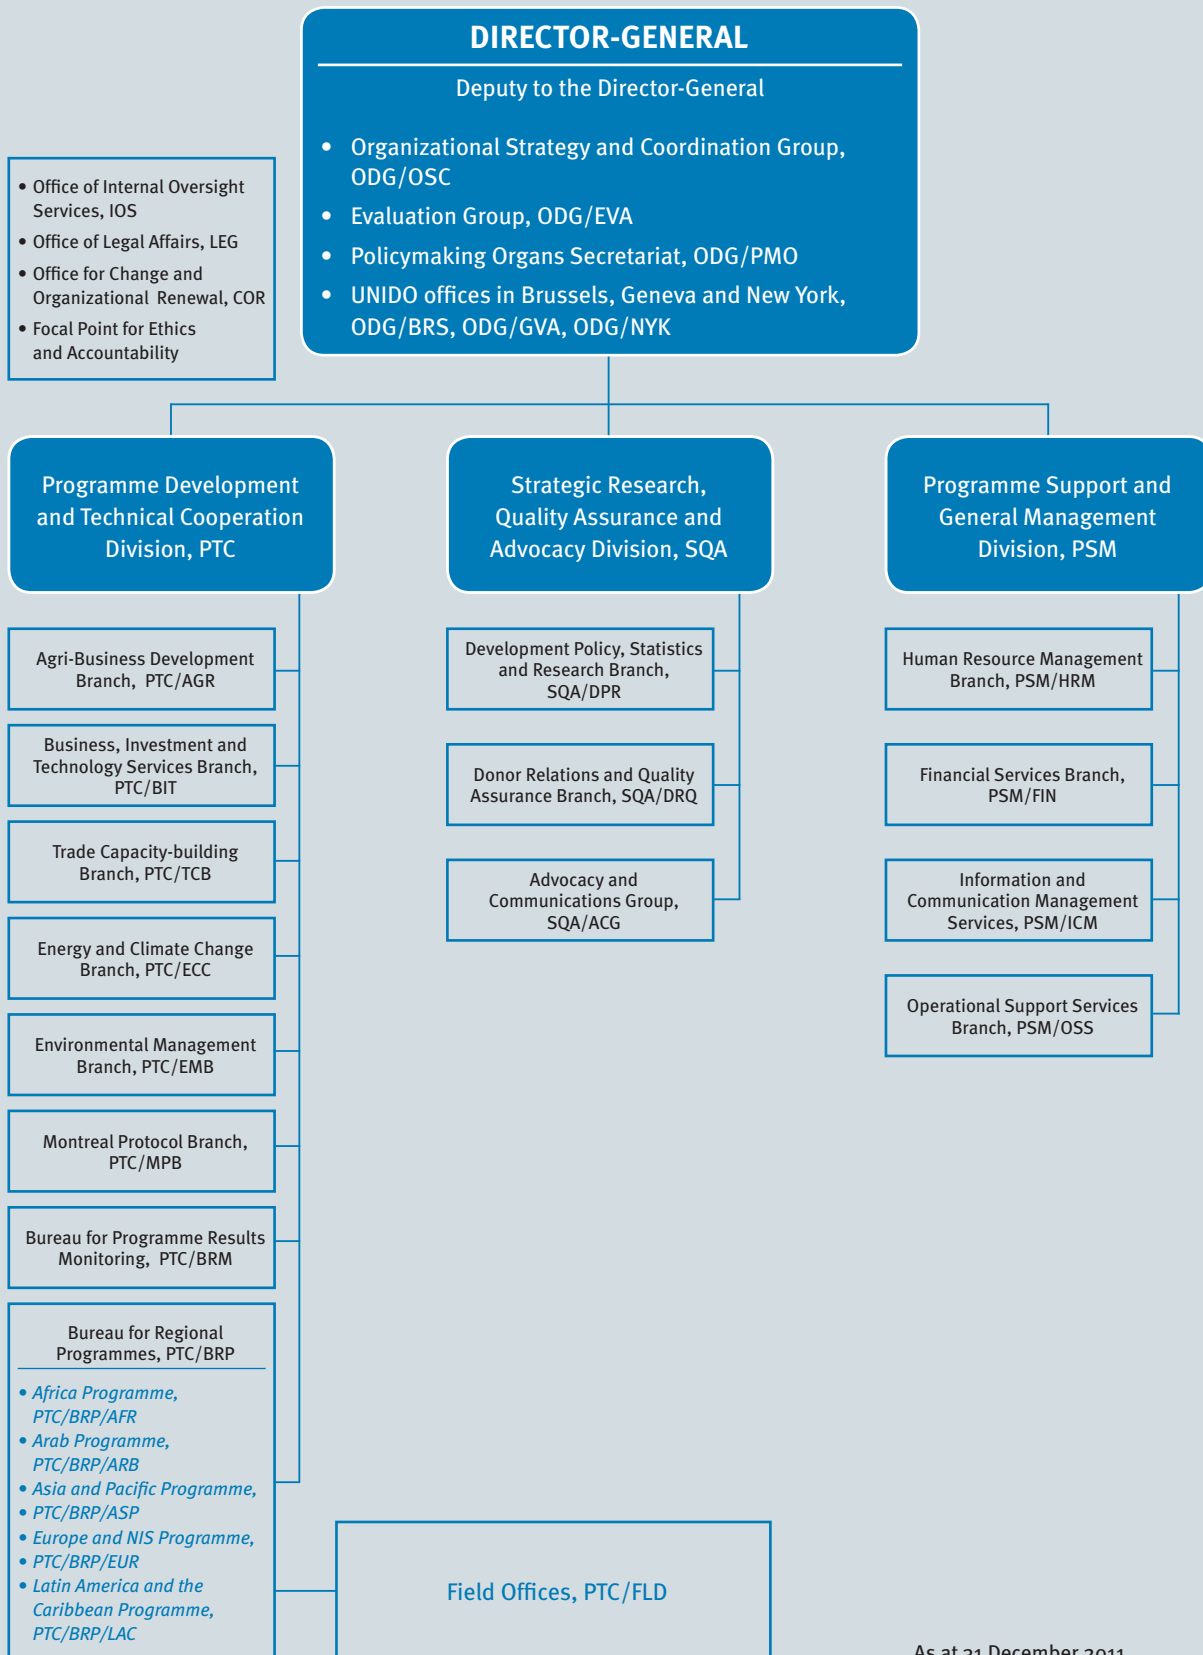 DIRECTOR-GENERAL
Deputy to the Director-General
• Organizational Strategy and Coordination Group,
ODG/OSC
• Evaluation Group, ODG/EVA
• Policymaking Organs Secretariat, ODG/PMO
• UNIDO offices in Brussels, Geneva and New York,
ODG/BRS, ODG/GVA, ODG/NYK
• Office of Internal Oversight
Services, IOS
• Office of Legal Affairs, LEG
• Office for Change and
Organizational Renewal, COR
• Focal Point for Ethics
and Accountability
Programme Development
and Technical Cooperation
Division, PTC
Strategic Research,
Quality Assurance and
Advocacy Division, SQA
Programme Support and
General Management
Division, PSM
Agri-Business Development
Branch, PTC/AGR
Business, Investment and
Technology Services Branch,
PTC/BIT
Trade Capacity-building
Branch, PTC/TCB
Energy and Climate Change
Branch, PTC/ECC
Environmental Management
Branch, PTC/EMB
Montreal Protocol Branch,
PTC/MPB
Bureau for Programme Results
Monitoring, PTC/BRM
Bureau for Regional
Programmes, PTC/BRP
• Africa Programme,
PTC/BRP/AFR
• Arab Programme,
PTC/BRP/ARB
• Asia and Pacific Programme,
• PTC/BRP/ASP
• Europe and NIS Programme,
• PTC/BRP/EUR
• Latin America and the
Caribbean Programme,
PTC/BRP/LAC
Development Policy, Statistics
and Research Branch,
SQA/DPR
Donor Relations and Quality
Assurance Branch, SQA/DRQ
Advocacy and
Communications Group,
SQA/ACG
Human Resource Management
Branch, PSM/HRM
Financial Services Branch,
PSM/FIN
Information and
Communication Management
Services, PSM/ICM
Operational Support Services
Branch, PSM/OSS
Field Offices, PTC/FLD
As at 31 December 2011